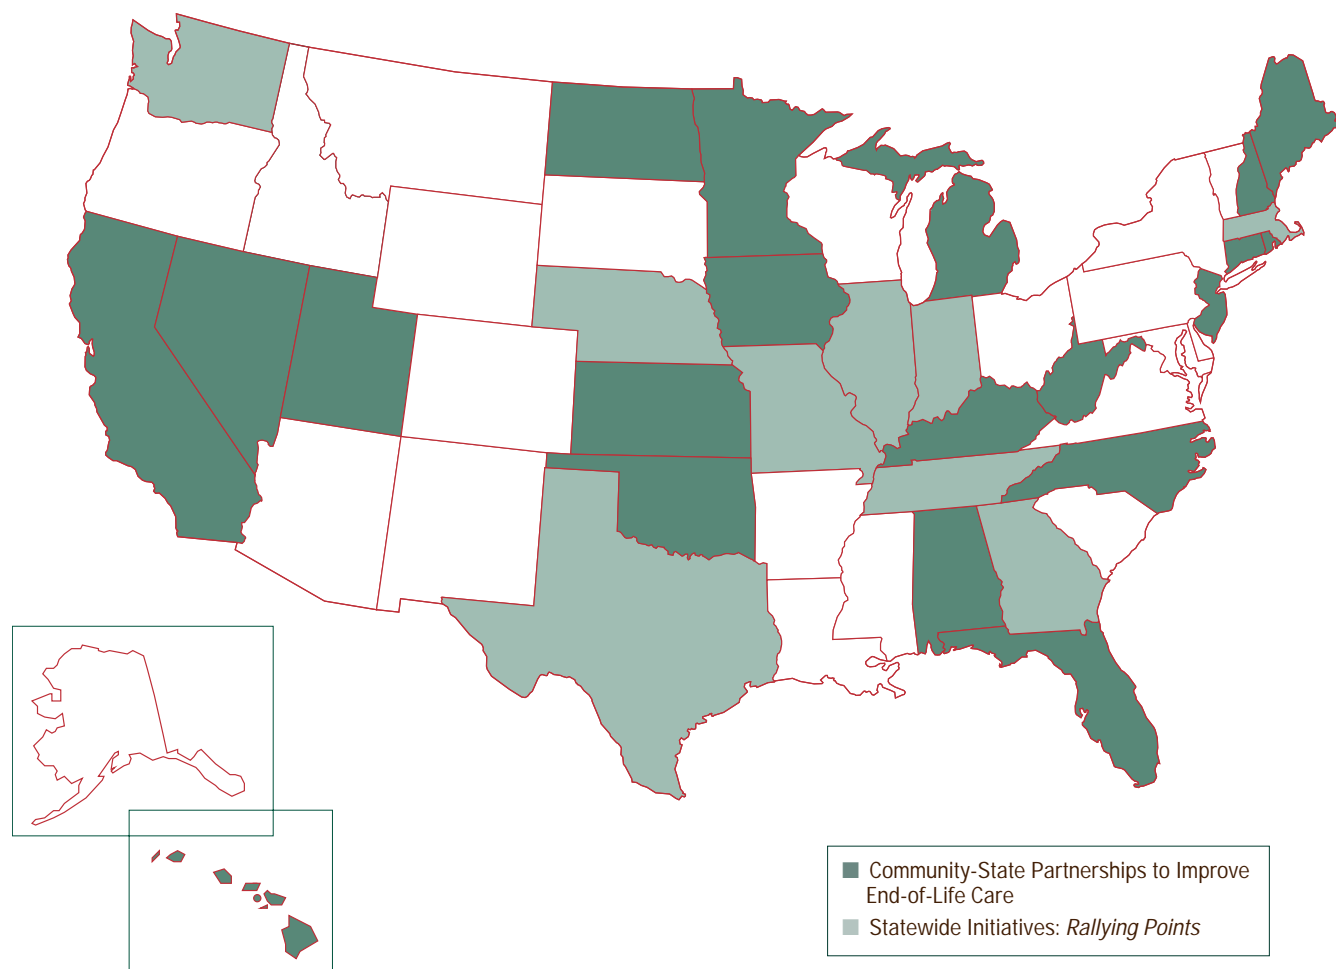 Community-State Partnerships to Improve
End-of-Life Care
Statewide Initiatives: Rallying Points